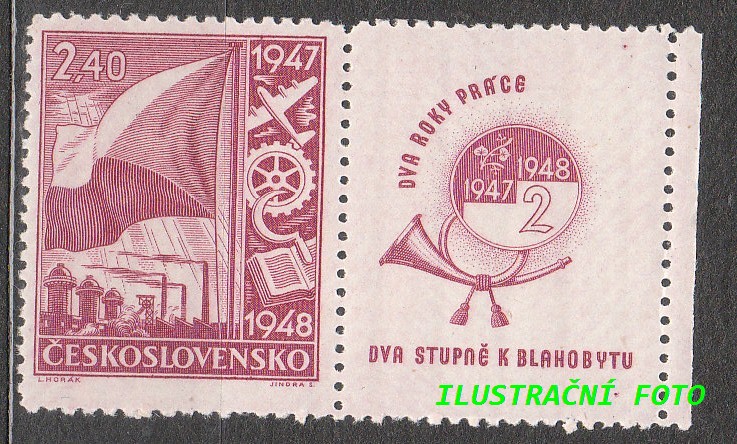 2,40
1947
1948
ČESKOSLOVENSKO
L. HORÁK
JINDRA S.
DVA ROKY PRÁCE
1948
1947
2
DVA STUPNĚ K BLAHOBYTU
ILUSTRAČNÍ FOTO